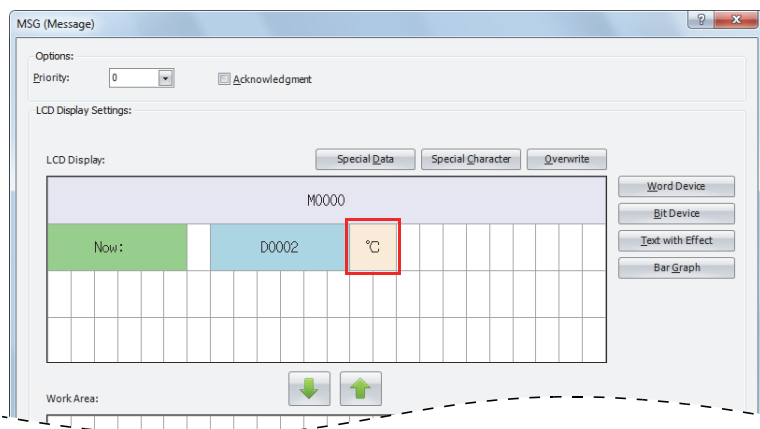 MSG (Message)
Options:
Priority: 0 Acknowledgment
LCD Display Settings:
LCD Display: Special Data Special Character Overwrite
M0000 Word Device
Bit Device
Now: D0002 ℃ Text with Effect
Bar Graph
Work Area: